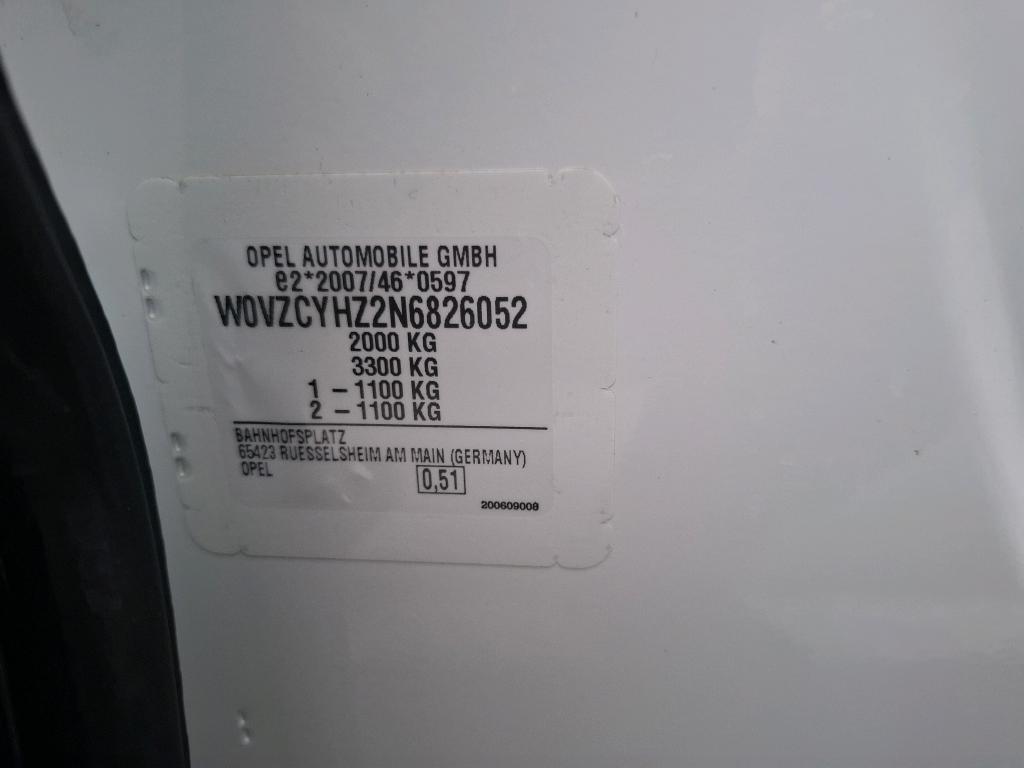 OPEL AUTOMOBILE GMBH
e2*2007/46*0597
W0VZCYHZ2N6826052
2000 KG
3300 KG
1 – 1100 KG
2 – 1100 KG
BAHNHOFSPLATZ
65423 RUESSELSHEIM AM MAIN (GERMANY)
OPEL
0,51
200609008